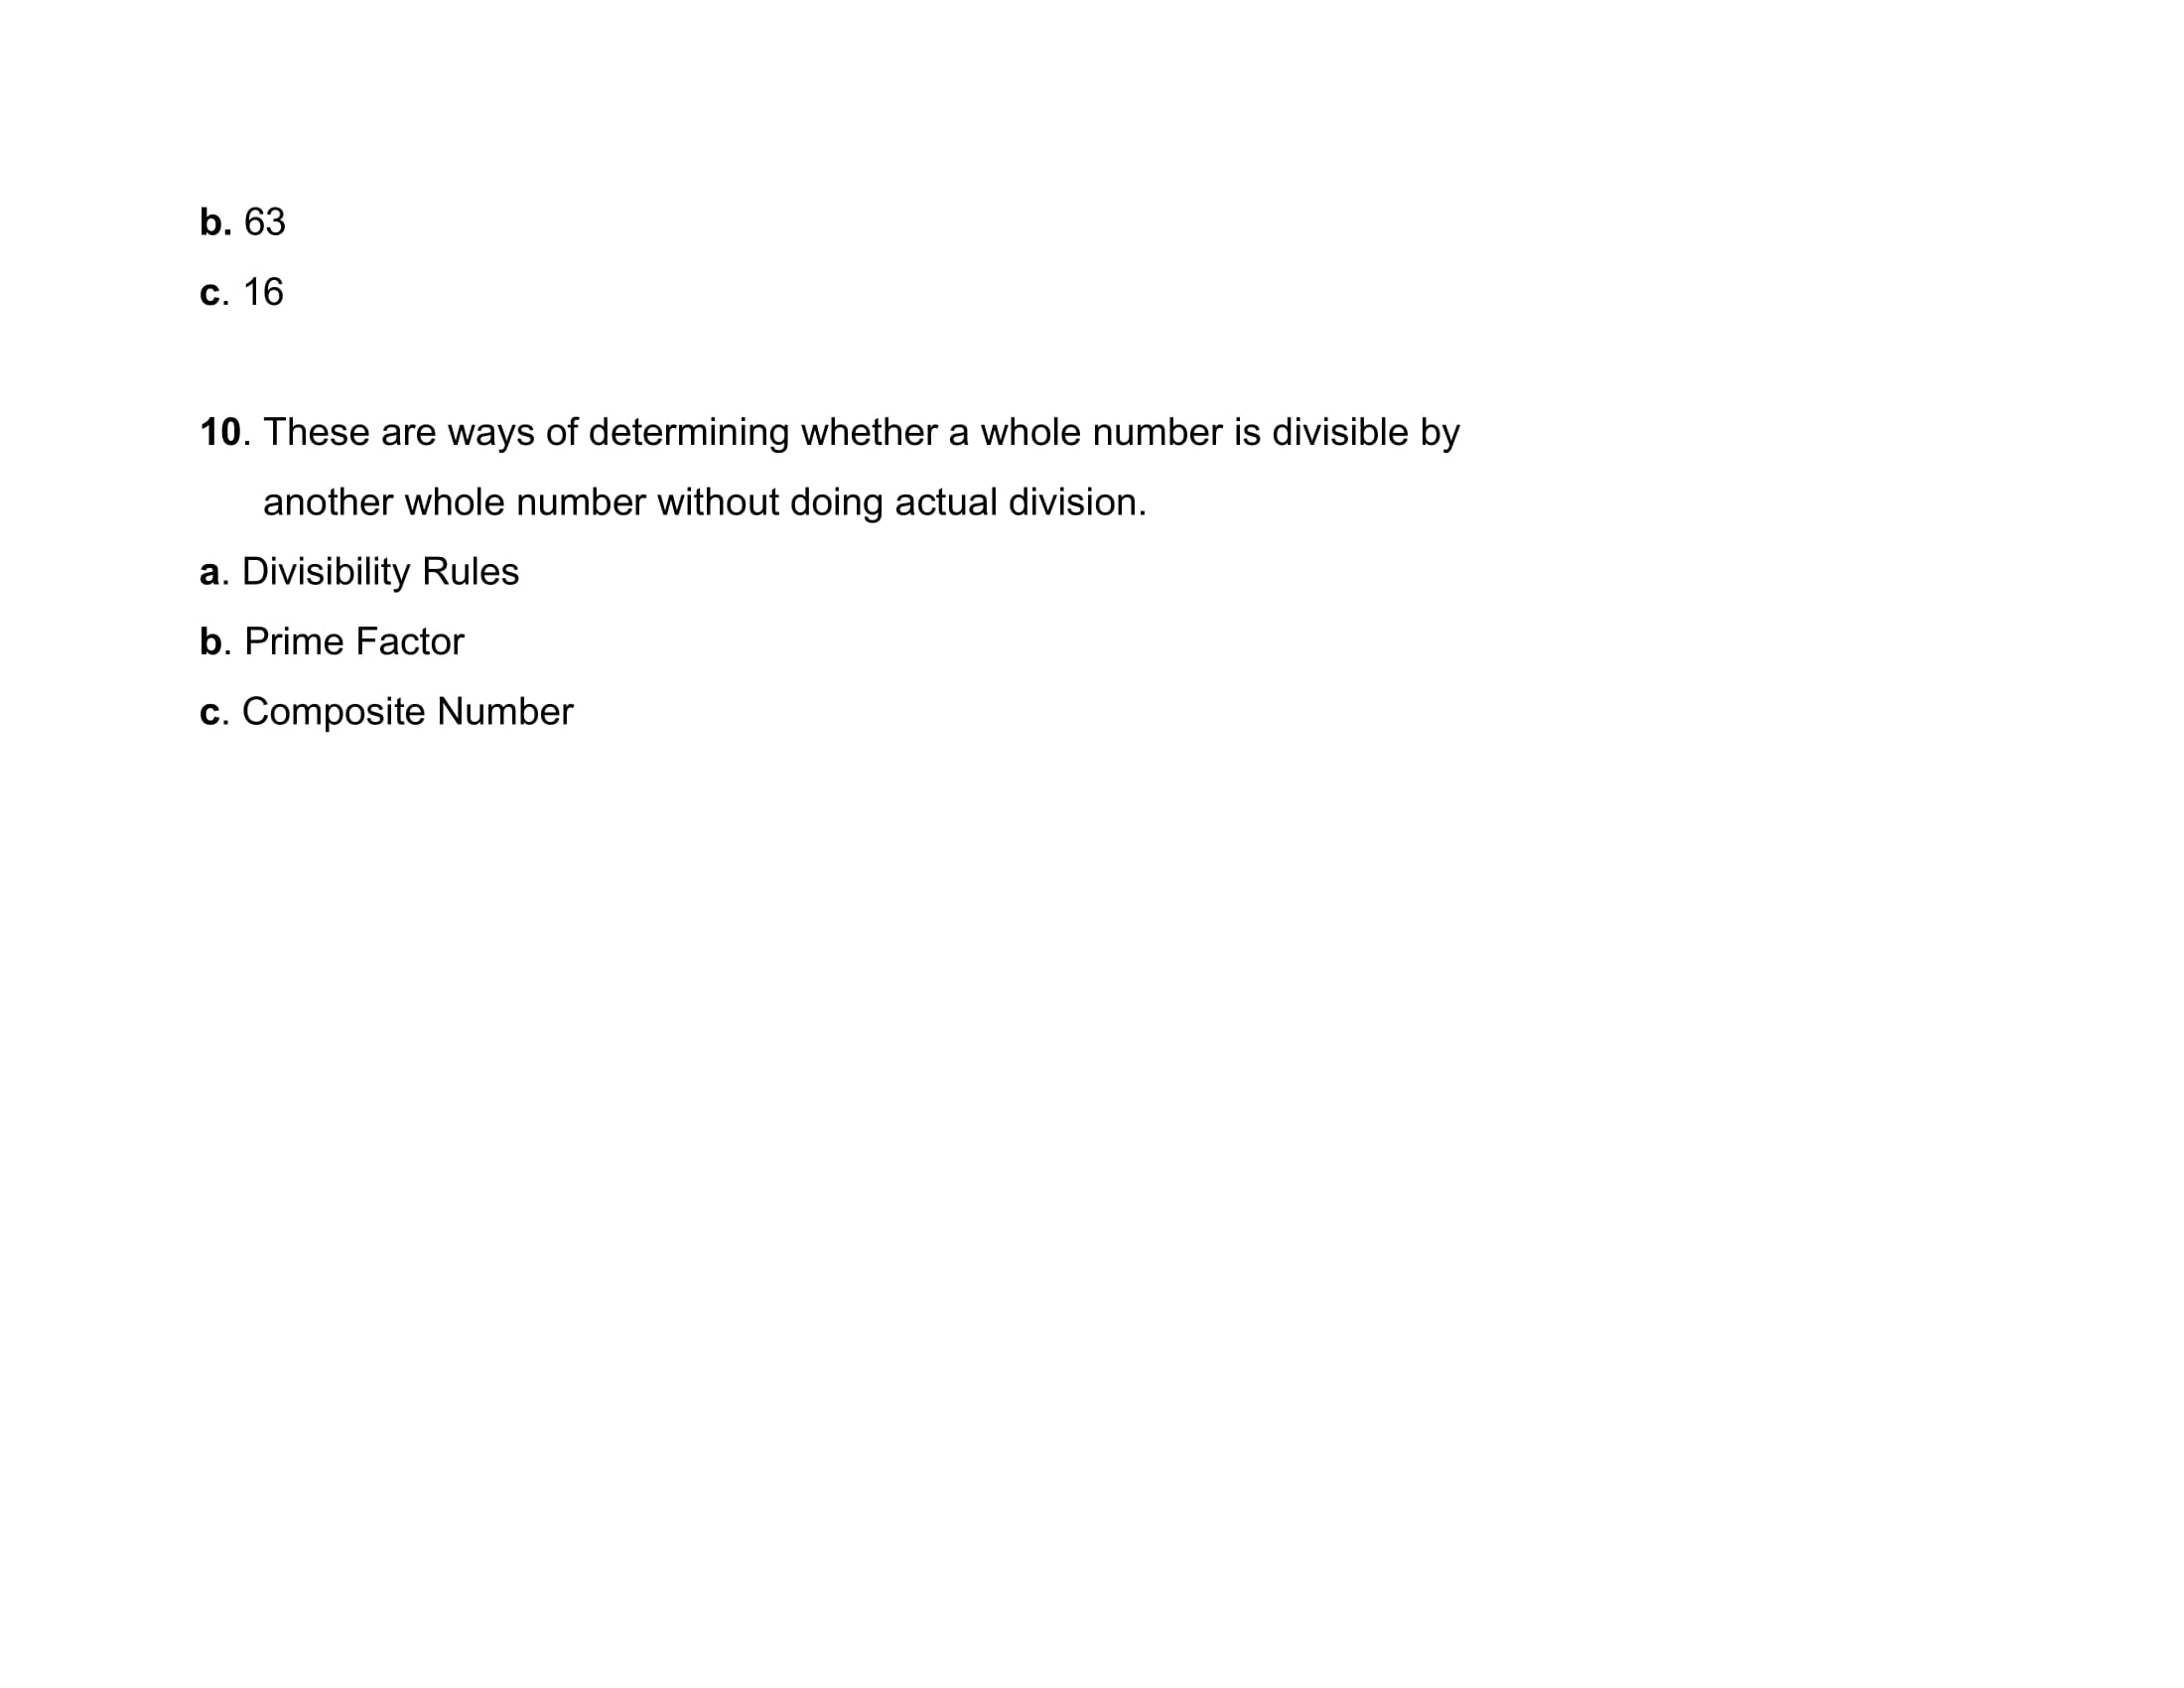 b. 63
c. 16
10. These are ways of determining whether a whole number is divisible by
another whole number without doing actual division.
a. Divisibility Rules
b. Prime Factor
c. Composite Number